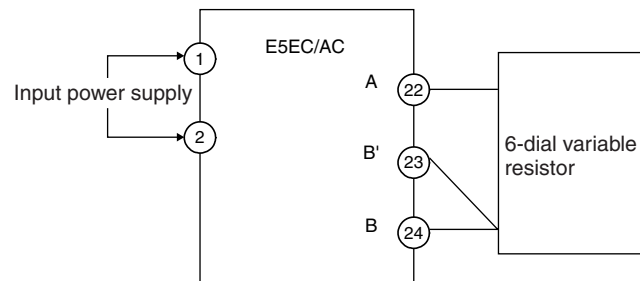 E5EC/AC
1
Input power supply
2
A
22
B'
23
B
24
6-dial variable
resistor